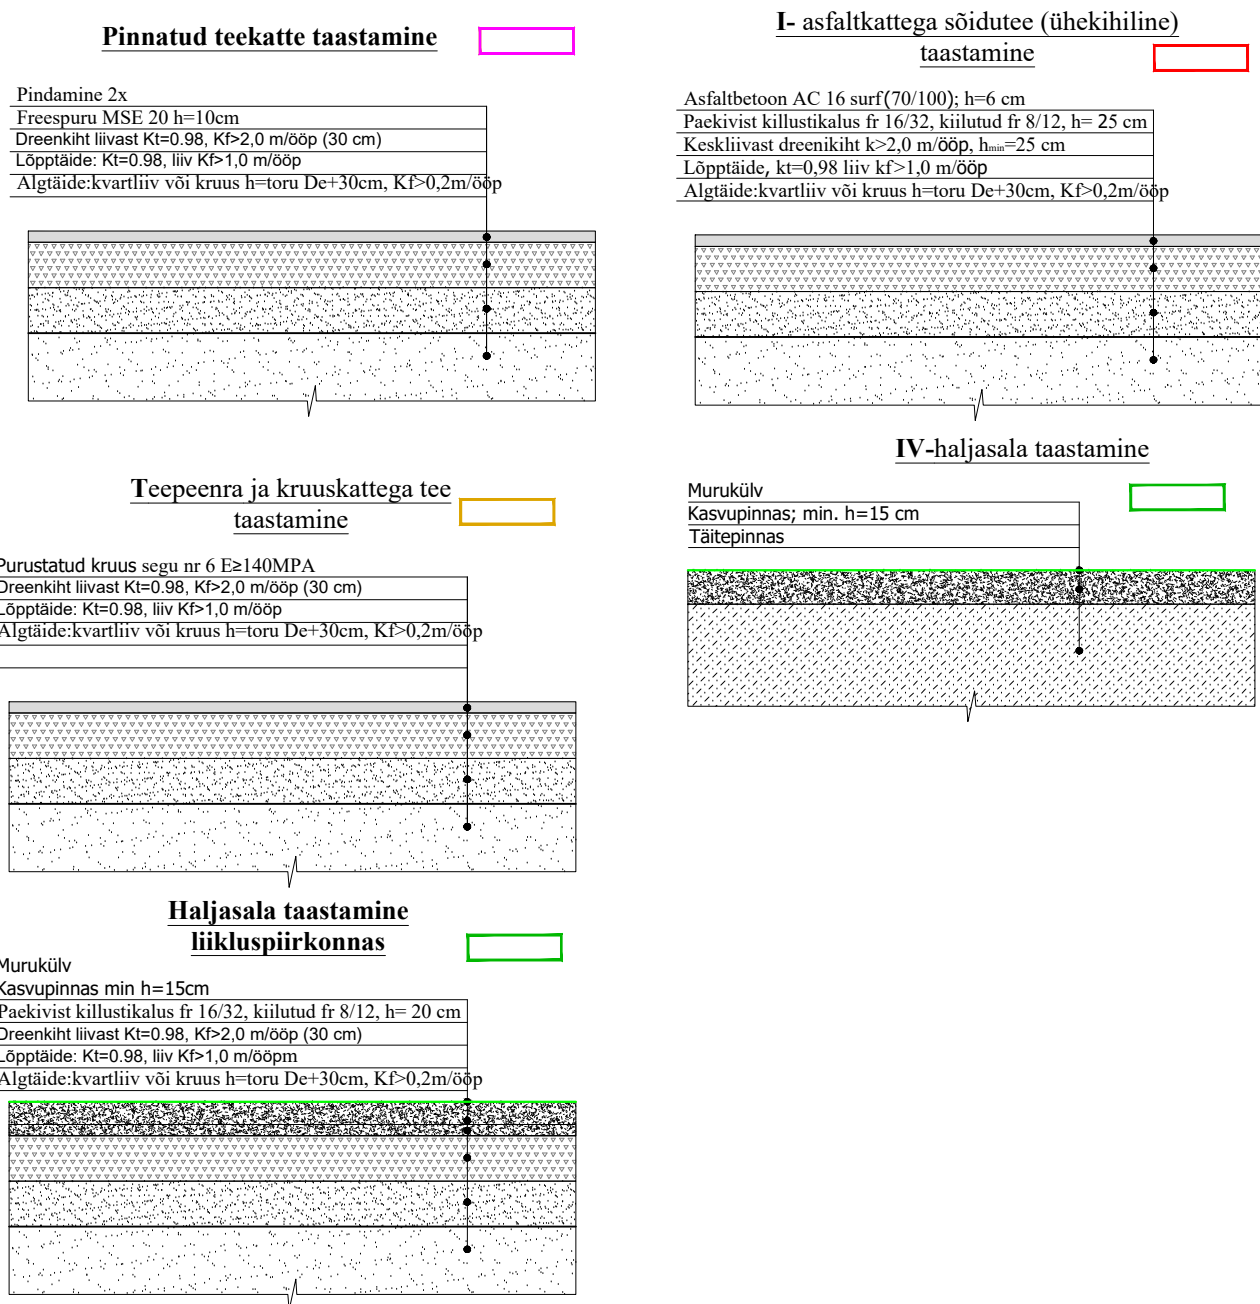 Pinnatud teekatte taastamine
Pindamine 2x
Freespuru MSE 20 h=10cm
Dreenkiht liivast Kt=0.98, Kf>2,0 m/ööp (30 cm)
Lõpptäide: Kt=0.98, liiv Kf>1,0 m/ööp
Algtäide:kvartliiv või kruus h=toru De+30cm, Kf>0,2m/ööp
I- asfaltkattega sõidutee (ühekihiline)
taastamine
Asfaltbetoon AC 16 surf(70/100); h=6 cm
Paekivist killustikalus fr 16/32, kiilutud fr 8/12, h= 25 cm
Keskliivast dreenikiht k>2,0 m/ööp, hmin=25 cm
Lõpptäide, kt=0,98 liiv kf>1,0 m/ööp
Algtäide:kvartliiv või kruus h=toru De+30cm, Kf>0,2m/ööp
Teepeenra ja kruuskattega tee
taastamine
Purustatud kruus segu nr 6 E≥140MPA
Dreenkiht liivast Kt=0.98, Kf>2,0 m/ööp (30 cm)
Lõpptäide: Kt=0.98, liiv Kf>1,0 m/ööp
Algtäide:kvartliiv või kruus h=toru De+30cm, Kf>0,2m/ööp
IV-haljasala taastamine
Murukülv
Kasvupinnas; min. h=15 cm
Täitepinnas
Haljasala taastamine
liikluspiirkonnas
Murukülv
Kasvupinnas min h=15cm
Paekivist killustikalus fr 16/32, kiilutud fr 8/12, h= 20 cm
Dreenkiht liivast Kt=0.98, Kf>2,0 m/ööp (30 cm)
Lõpptäide: Kt=0.98, liiv Kf>1,0 m/ööpm
Algtäide:kvartliiv või kruus h=toru De+30cm, Kf>0,2m/ööp